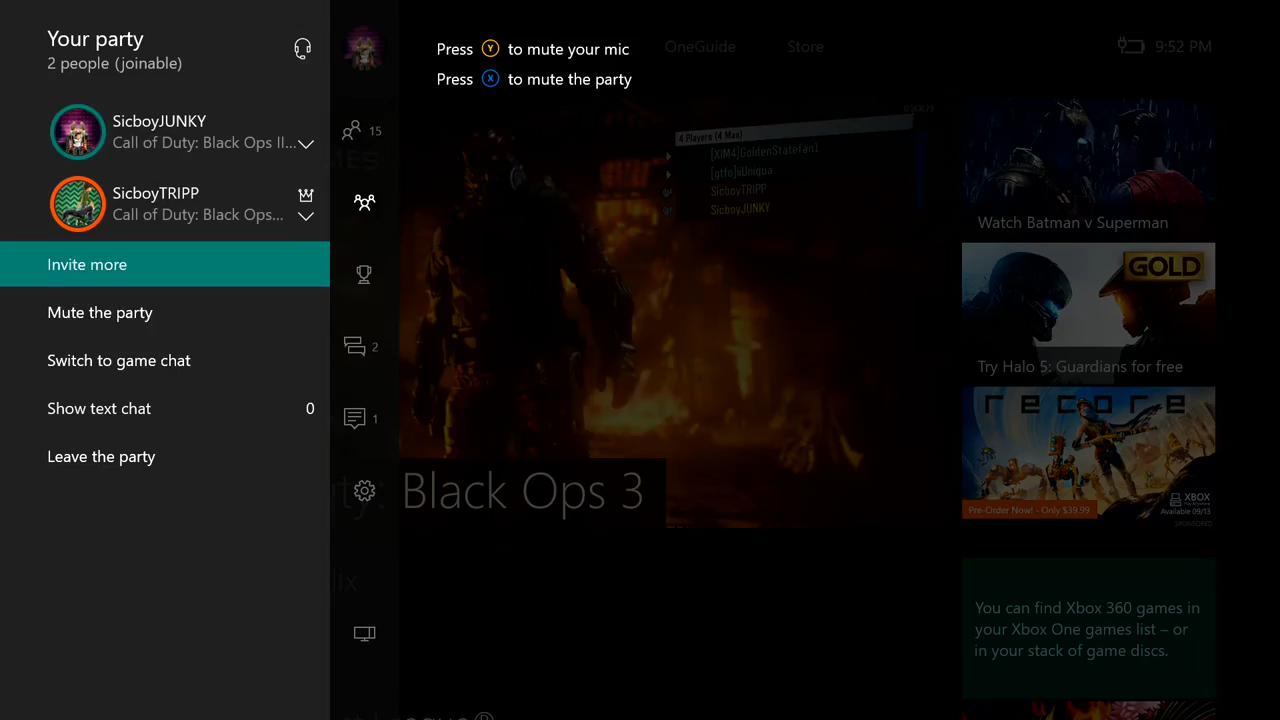 Your party
2 people (joinable)
SicboyJUNKY
Call of Duty: Black Ops II...
SicboyTRIPP
Call of Duty: Black Ops...
Invite more
Mute the party
Switch to game chat
Show text chat 0
Leave the party
15
2
1
Press Y to mute your mic
Press X to mute the party
OneGuide
Store
9:52 PM
4 Players (4 Max)
[XIM4]GoldenStatefan1
[gtfo]iiUniqua
SicboyTRIPP
SicboyJUNKY
ty: Black Ops 3
Watch Batman v Superman
GOLD
Try Halo 5: Guardians for free
recore
Pre-Order Now! - Only $39.99
XBOX
Available 09/13
SPONSORED
You can find Xbox 360 games in
your Xbox One games list – or
in your stack of game discs.